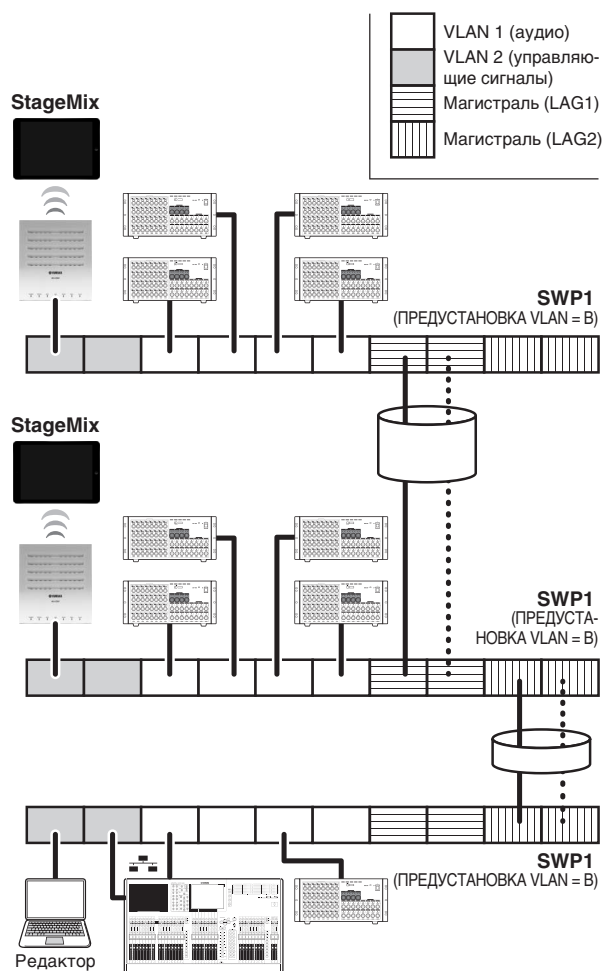 VLAN 1 (аудио)
VLAN 2 (управляю-
щие сигналы)
Магистраль (LAG1)
Магистраль (LAG2)
StageMix
SWP1
(ПРЕДУСТАНОВКА VLAN = B)
StageMix
SWP1
(ПРЕДУСТА-
НОВКА VLAN = B)
SWP1
(ПРЕДУСТАНОВКА VLAN = B)
Редактор